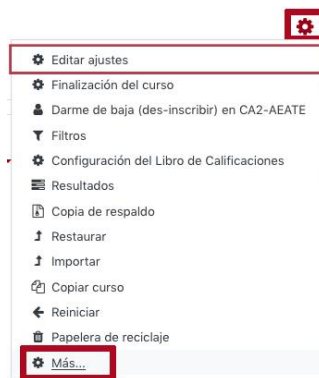 Editar ajustes
Finalización del curso
Darme de baja (des-inscribir) en CA2-AEATE
Filtros
Configuración del Libro de Calificaciones
Resultados
Copia de respaldo
Restaurar
Importar
Copiar curso
Reiniciar
Papelera de reciclaje
Más...